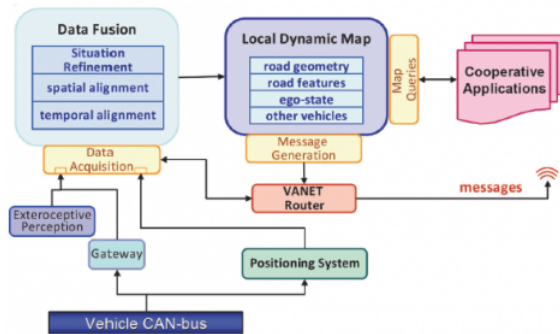 Data Fusion
Situation
Refinement
spatial alignment
temporal alignment
Data
Acquisition
Local Dynamic Map
road geometry
road features
ego-state
other vehicles
Message
Generation
Map
Queries
Cooperative
Applications
VANET
Router
messages
Exteroceptive
Perception
Gateway
Positioning System
Vehicle CAN-bus